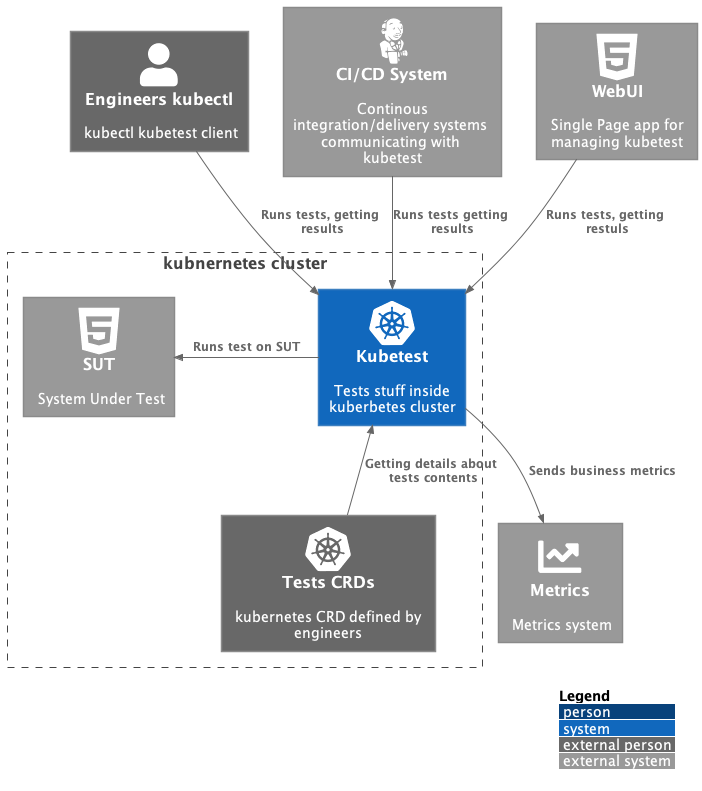 Engineers kubectl
kubectl kubetest client
CI/CD System
Continous
integration/delivery systems
communicating with
kubetest
WebUI
Single Page app for
managing kubetest
Runs tests, getting
results
Runs tests getting
results
Runs tests, getting
restuls
kubnernetes cluster
SUT
System Under Test
Runs test on SUT
Kubetest
Tests stuff inside
kuberbetes cluster
Getting details about
tests contents
Sends business metrics
Tests CRDs
kubernetes CRD defined by
engineers
Metrics
Metrics system
Legend
person
system
external person
external system